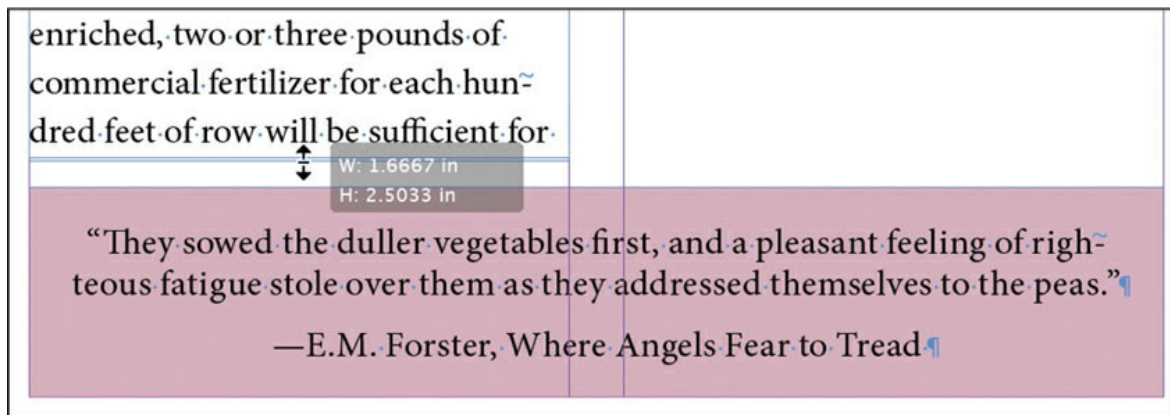 enriched, two or three pounds of
commercial fertilizer for each hun-
dred feet of row will be sufficient for
W: 1.6667 in
H: 2.5033 in
“They sowed the duller vegetables first, and a pleasant feeling of righ-
teous fatigue stole over them as they addressed themselves to the peas.”¶
—E.M. Forster, Where Angels Fear to Tread¶